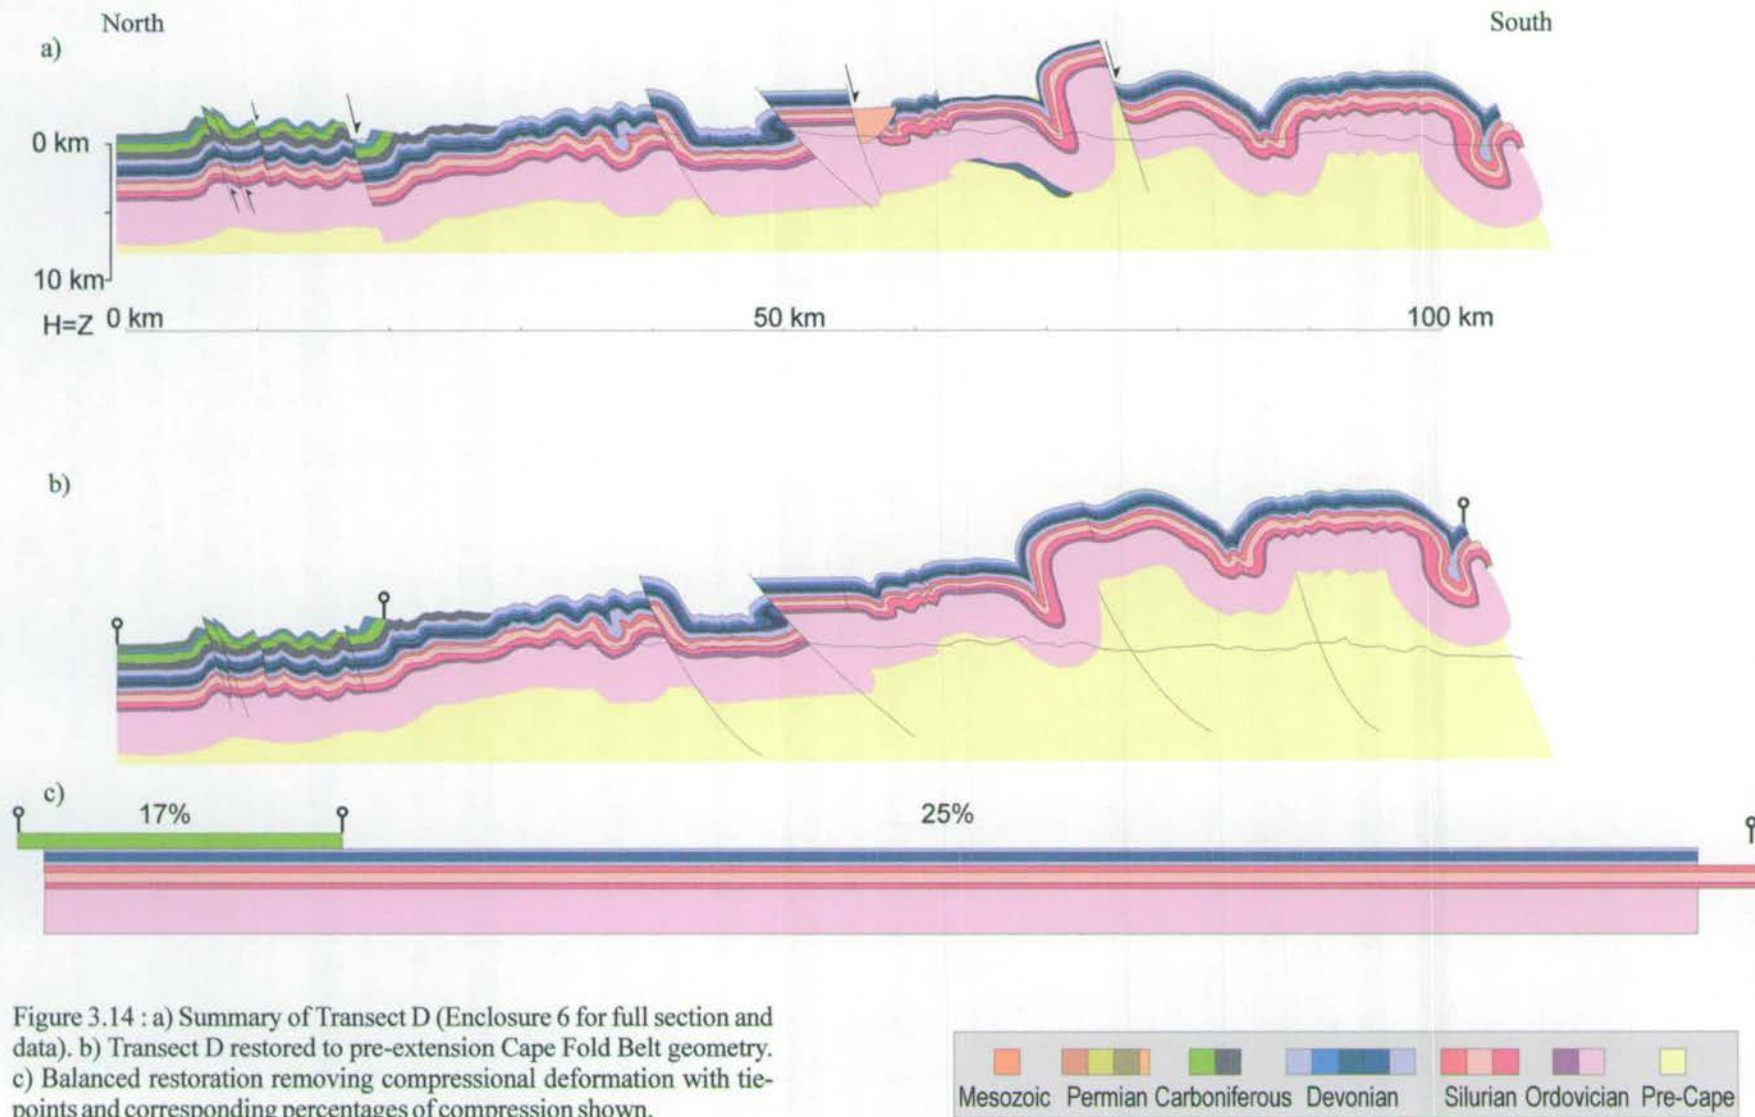 North
South
a)
0 km
10 km
H=Z 0 km 50 km 100 km
b)
c)
17% 25%
Figure 3.14 : a) Summary of Transect D (Enclosure 6 for full section and
data). b) Transect D restored to pre-extension Cape Fold Belt geometry.
c) Balanced restoration removing compressional deformation with tie-
points and corresponding percentages of compression shown.
Mesozoic Permian Carboniferous Devonian Silurian Ordovician Pre-Cape